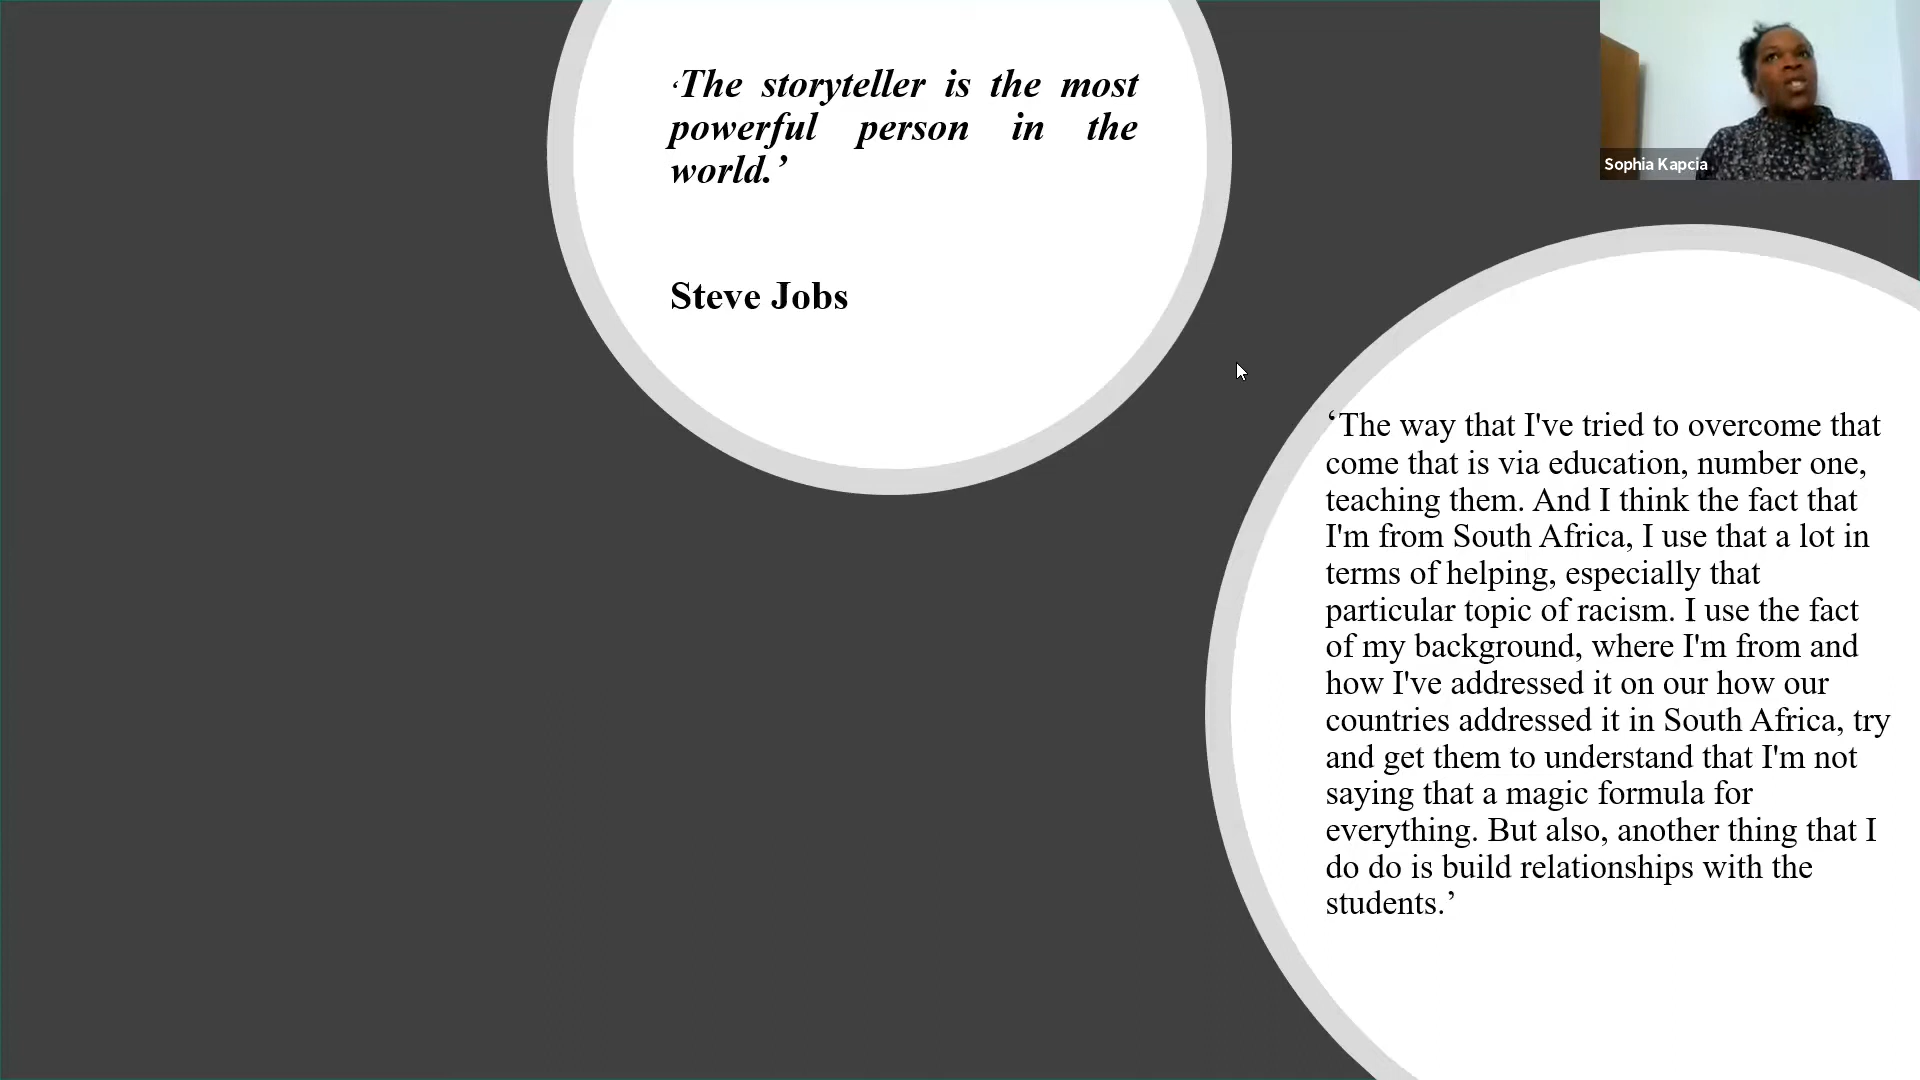 ‘The storyteller is the most
powerful person in the
world.’
Steve Jobs
Sophia Kapcia
‘The way that I've tried to overcome that
come that is via education, number one,
teaching them. And I think the fact that
I'm from South Africa, I use that a lot in
terms of helping, especially that
particular topic of racism. I use the fact
of my background, where I'm from and
how I've addressed it on our how our
countries addressed it in South Africa, try
and get them to understand that I'm not
saying that a magic formula for
everything. But also, another thing that I
do do is build relationships with the
students.’